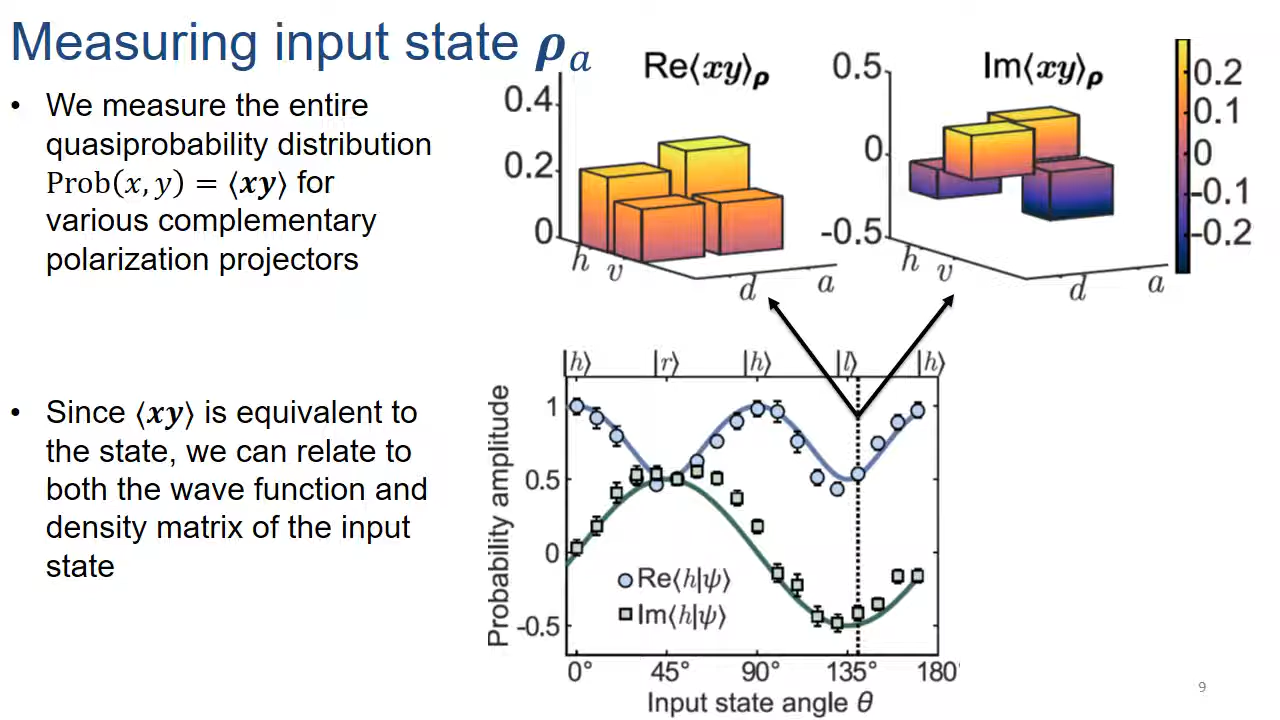 Measuring input state ρₐ
• We measure the entire
quasiprobability distribution
Prob(x, y) = ⟨xy⟩ for
various complementary
polarization projectors
• Since ⟨xy⟩ is equivalent to
the state, we can relate to
both the wave function and
density matrix of the input
state
Re⟨xy⟩ρ
0.4
0.2
0
h
v
d
a
Im⟨xy⟩ρ
0.5
0
-0.5
h
v
d
a
0.2
0.1
0
-0.1
-0.2
|h⟩ |r⟩ |h⟩ |l⟩ |h⟩
Probability amplitude
1
0.5
0
-0.5
Re⟨h|ψ⟩
Im⟨h|ψ⟩
0° 45° 90° 135° 180°
Input state angle θ
9